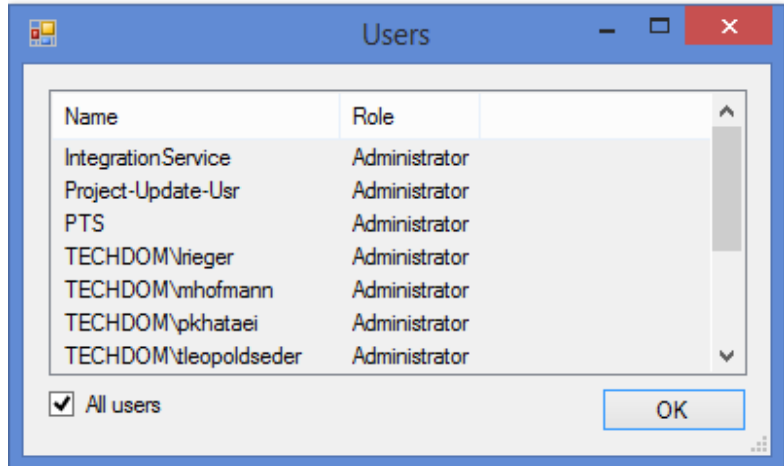 Users
Name Role
IntegrationService Administrator
Project-Update-Usr Administrator
PTS Administrator
TECHDOM\lrieger Administrator
TECHDOM\mhofmann Administrator
TECHDOM\pkhataei Administrator
TECHDOM\tleopoldseder Administrator
All users OK